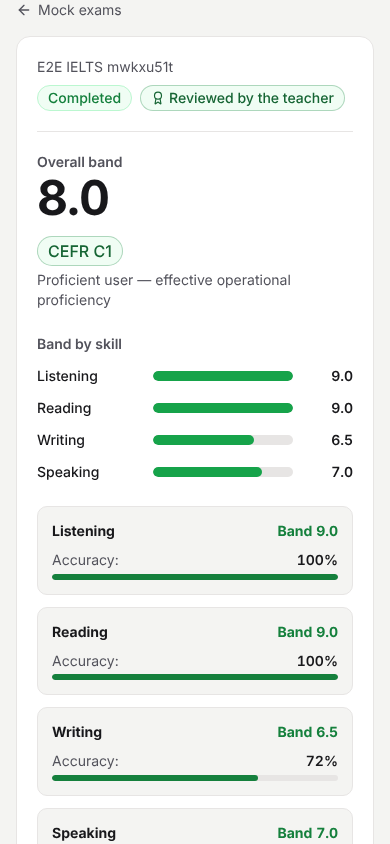 Mock exams
E2E IELTS mwkxu51t
Completed
Reviewed by the teacher
Overall band
8.0
CEFR C1
Proficient user — effective operational
proficiency
Band by skill
Listening 9.0
Reading 9.0
Writing 6.5
Speaking 7.0
Listening Band 9.0
Accuracy: 100%
Reading Band 9.0
Accuracy: 100%
Writing Band 6.5
Accuracy: 72%
Speaking Band 7.0